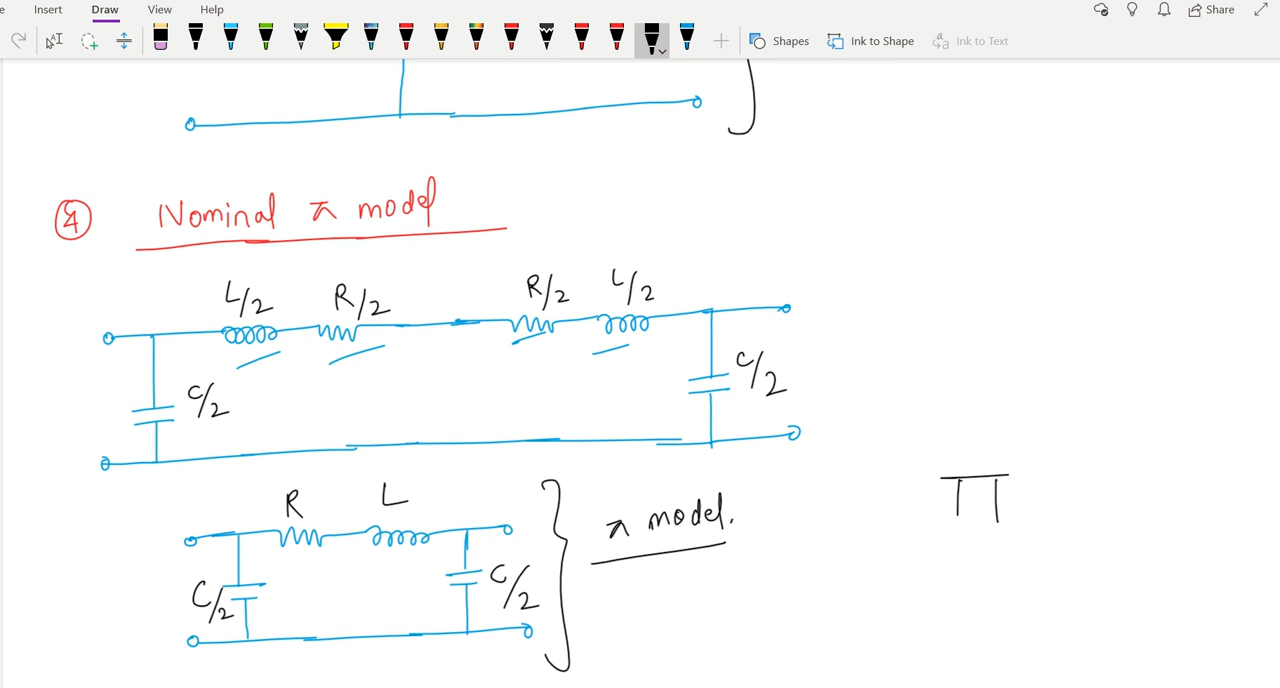 Insert Draw View Help Share
Shapes Ink to Shape Ink to Text
④ Nominal π model
L/2 R/2 R/2 L/2
C/2 C/2
R L
C/2 C/2 π model.
π